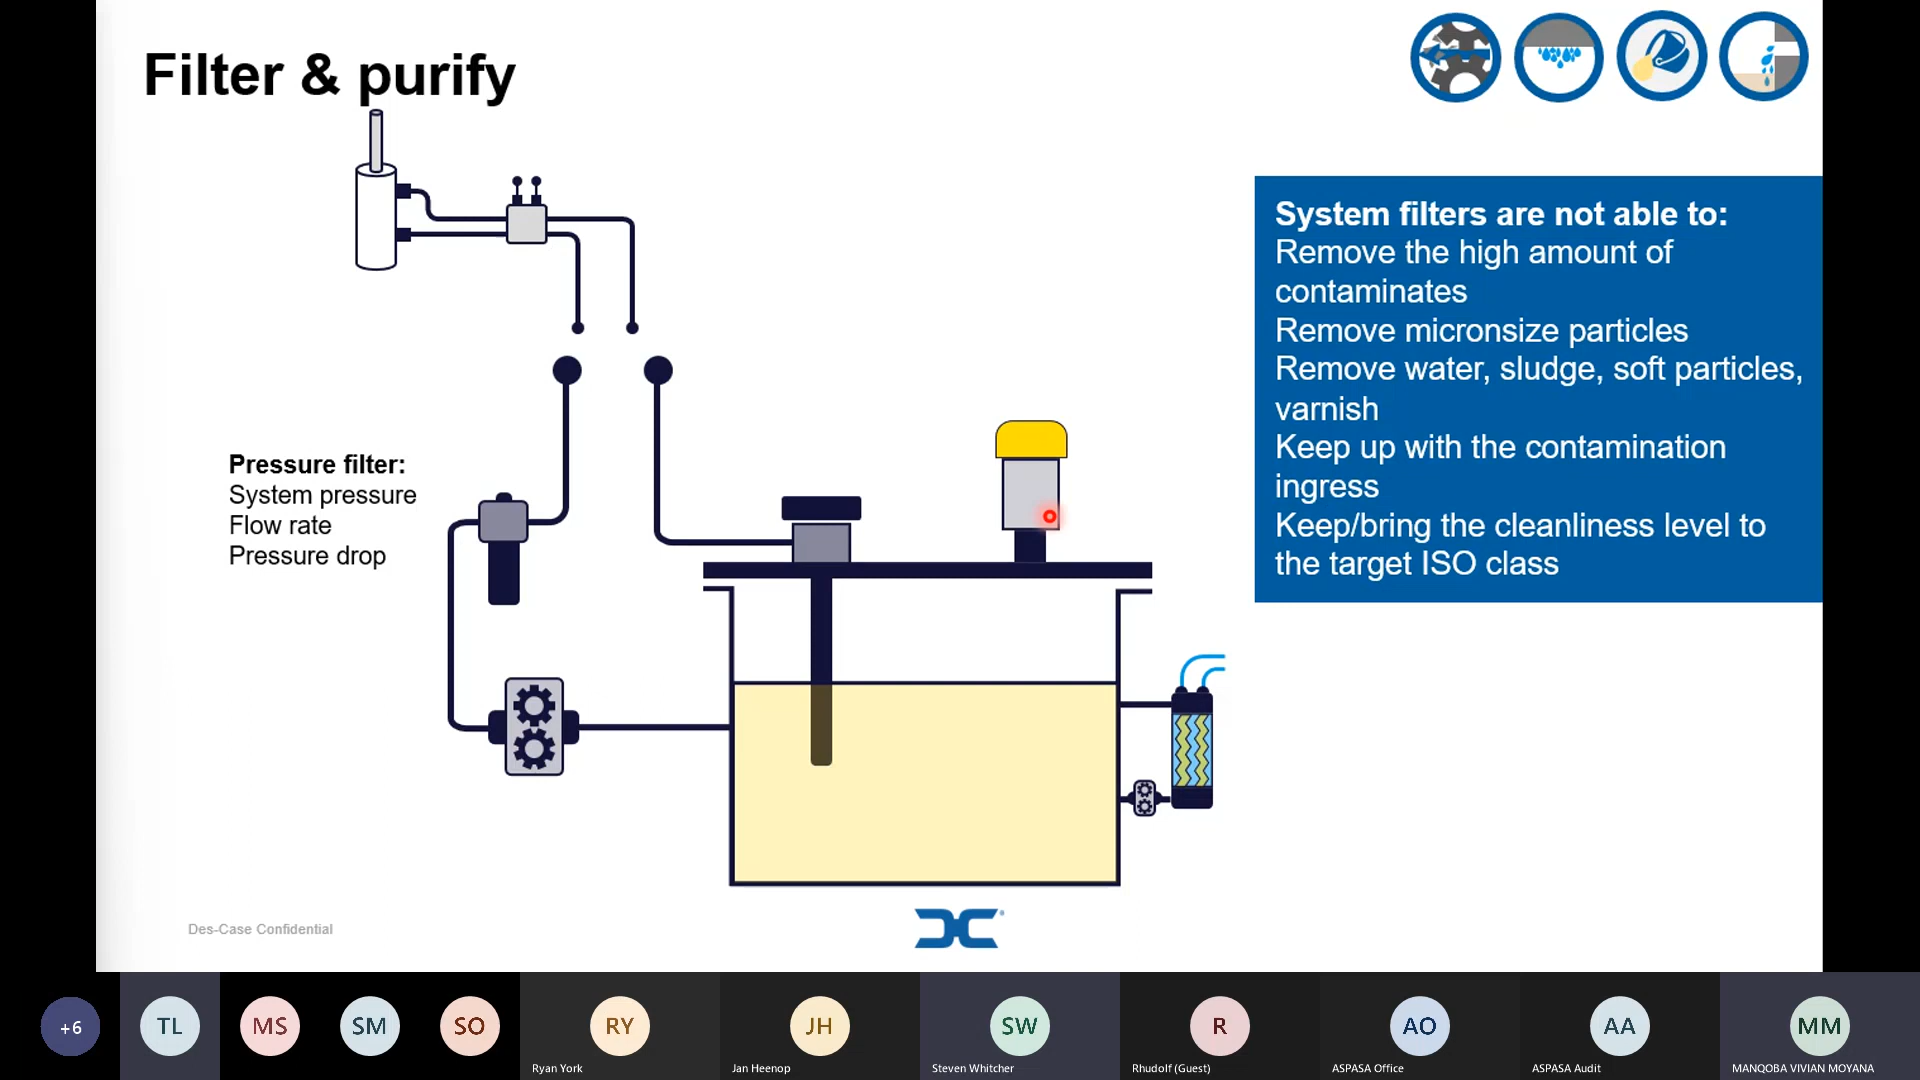 Filter & purify
System filters are not able to:
Remove the high amount of
contaminates
Remove micronsize particles
Remove water, sludge, soft particles,
varnish
Keep up with the contamination
ingress
Keep/bring the cleanliness level to
the target ISO class
Pressure filter:
System pressure
Flow rate
Pressure drop
Des-Case Confidential
+6
TL
MS
SM
SO
RY
Ryan York
JH
Jan Heenop
SW
Steven Whitcher
R
Rhudolf (Guest)
AO
ASPASA Office
AA
ASPASA Audit
MM
MANQOBA VIVIAN MOYANA